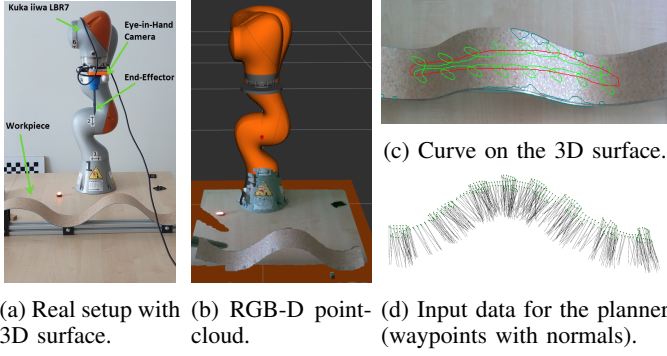 Kuka iiwa LBR7
Eye-in-Hand
Camera
End-Effector
Workpiece
(a) Real setup with
3D surface.
(b) RGB-D point-
cloud.
(c) Curve on the 3D surface.
(d) Input data for the planner
(waypoints with normals).